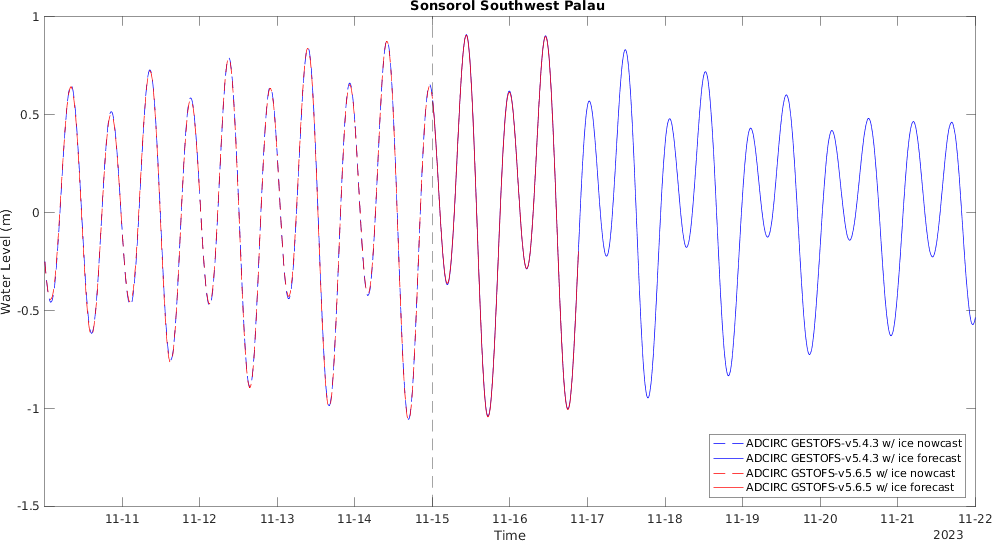 Sonsorol Southwest Palau
1
0.5
0
-0.5
-1
-1.5
Water Level (m)
ADCIRC GESTOFS-v5.4.3 w/ ice nowcast
ADCIRC GESTOFS-v5.4.3 w/ ice forecast
ADCIRC GSTOFS-v5.6.5 w/ ice nowcast
ADCIRC GSTOFS-v5.6.5 w/ ice forecast
11-11 11-12 11-13 11-14 11-15 11-16 11-17 11-18 11-19 11-20 11-21 11-22
Time
2023